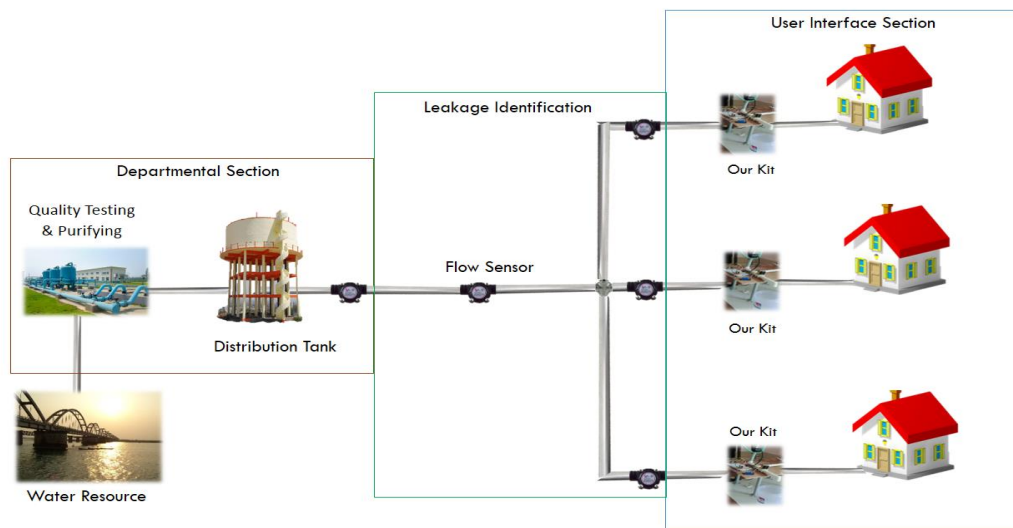 User Interface Section
Leakage Identification
Our Kit
Departmental Section
Quality Testing
& Purifying
Flow Sensor
Our Kit
Distribution Tank
Our Kit
Water Resource